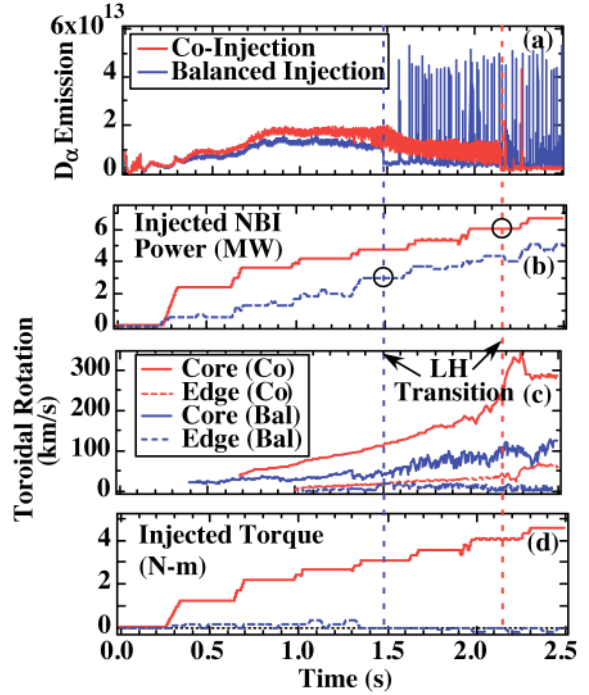 6x10¹³
(a)
Co-Injection
Balanced Injection
4
2
0
Dα Emission
Injected NBI
Power (MW)
6
4
2
0
(b)
Core (Co)
Edge (Co)
Core (Bal)
Edge (Bal)
LH
Transition
(c)
300
200
100
0
Toroidal Rotation
(km/s)
Injected Torque
(N-m)
(d)
4
2
0
0.0 0.5 1.0 1.5 2.0 2.5
Time (s)